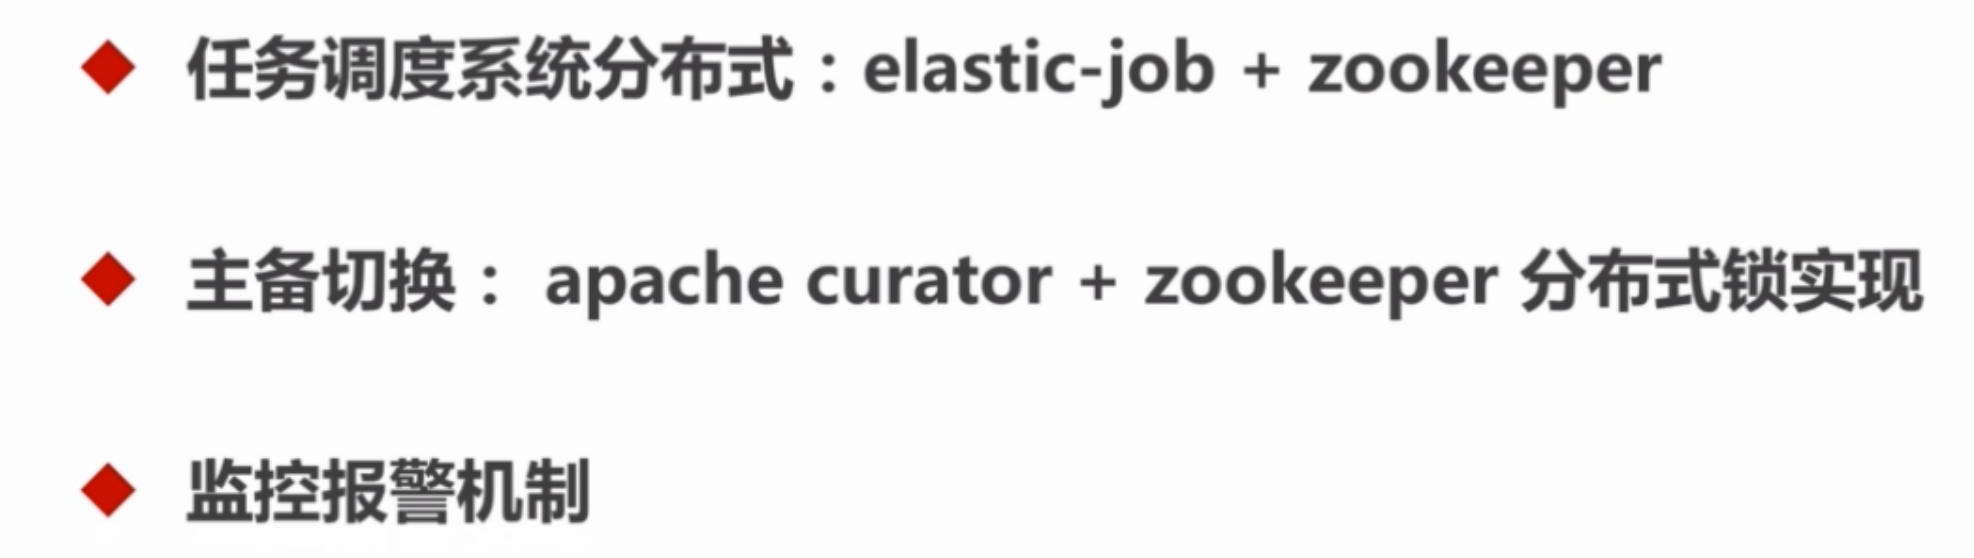 任务调度系统分布式：elastic-job + zookeeper
主备切换： apache curator + zookeeper 分布式锁实现
监控报警机制